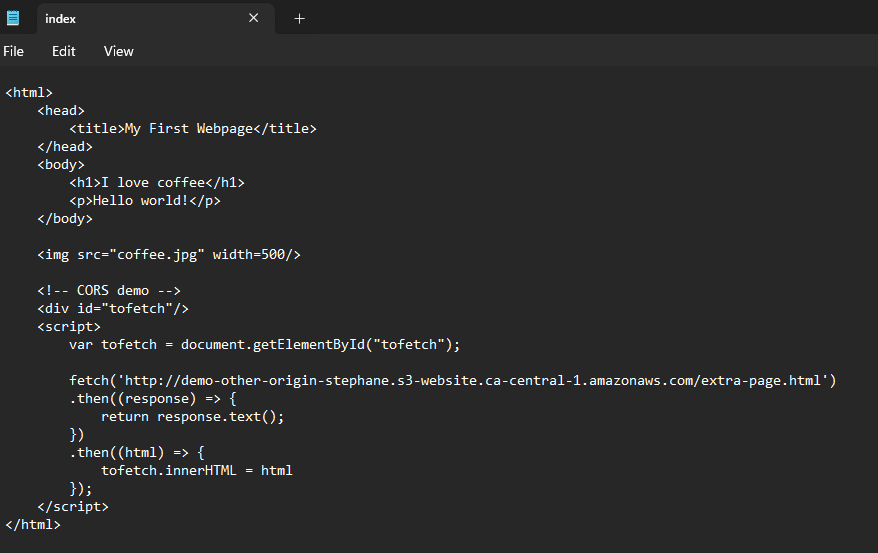 index
File Edit View
<html>
    <head>
        <title>My First Webpage</title>
    </head>
    <body>
        <h1>I love coffee</h1>
        <p>Hello world!</p>
    </body>

    <img src="coffee.jpg" width=500/>

    <!-- CORS demo -->
    <div id="tofetch"/>
    <script>
        var tofetch = document.getElementById("tofetch");

        fetch('http://demo-other-origin-stephane.s3-website.ca-central-1.amazonaws.com/extra-page.html')
        .then((response) => {
            return response.text();
        })
        .then((html) => {
            tofetch.innerHTML = html
        });
    </script>
</html>